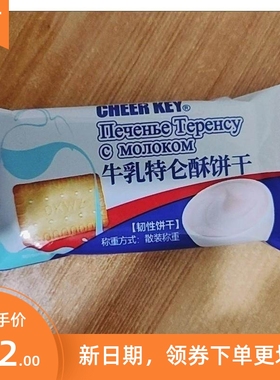 CHEER KEY®
Печенье Теренсу
с молоком
牛乳特仑酥饼干
【韧性饼干】
称重方式：散装称重
手价
2.00
新日期，领券下单更划